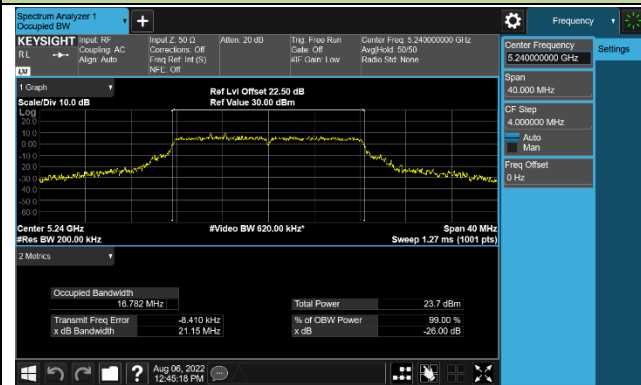 Spectrum Analyzer 1
Occupied BW
Frequency
KEYSIGHT
RL
LXI
Input: RF
Coupling: AC
Align: Auto
Input Z: 50 Ω
Corrections: Off
Freq Ref: Int (S)
NFE: Off
Atten: 20 dB
Trig: Free Run
Gate: Off
#IF Gain: Low
Center Freq: 5.240000000 GHz
Avg|Hold: 50/50
Radio Std: None
Center Frequency
5.240000000 GHz
Settings
Span
40.000 MHz
CF Step
4.000000 MHz
Auto
Man
Freq Offset
0 Hz
1 Graph
Scale/Div 10.0 dB
Ref Lvl Offset 22.50 dB
Ref Value 30.00 dBm
Log
20.0
10.0
0.00
-10.0
-20.0
-30.0
-40.0
-50.0
-60.0
Center 5.24 GHz
#Res BW 200.00 kHz
#Video BW 620.00 kHz*
Span 40 MHz
Sweep 1.27 ms (1001 pts)
2 Metrics
Occupied Bandwidth
16.782 MHz
Total Power 23.7 dBm
Transmit Freq Error -8.410 kHz
% of OBW Power 99.00 %
x dB Bandwidth 21.15 MHz
x dB -26.00 dB
?
Aug 06, 2022
12:45:18 PM